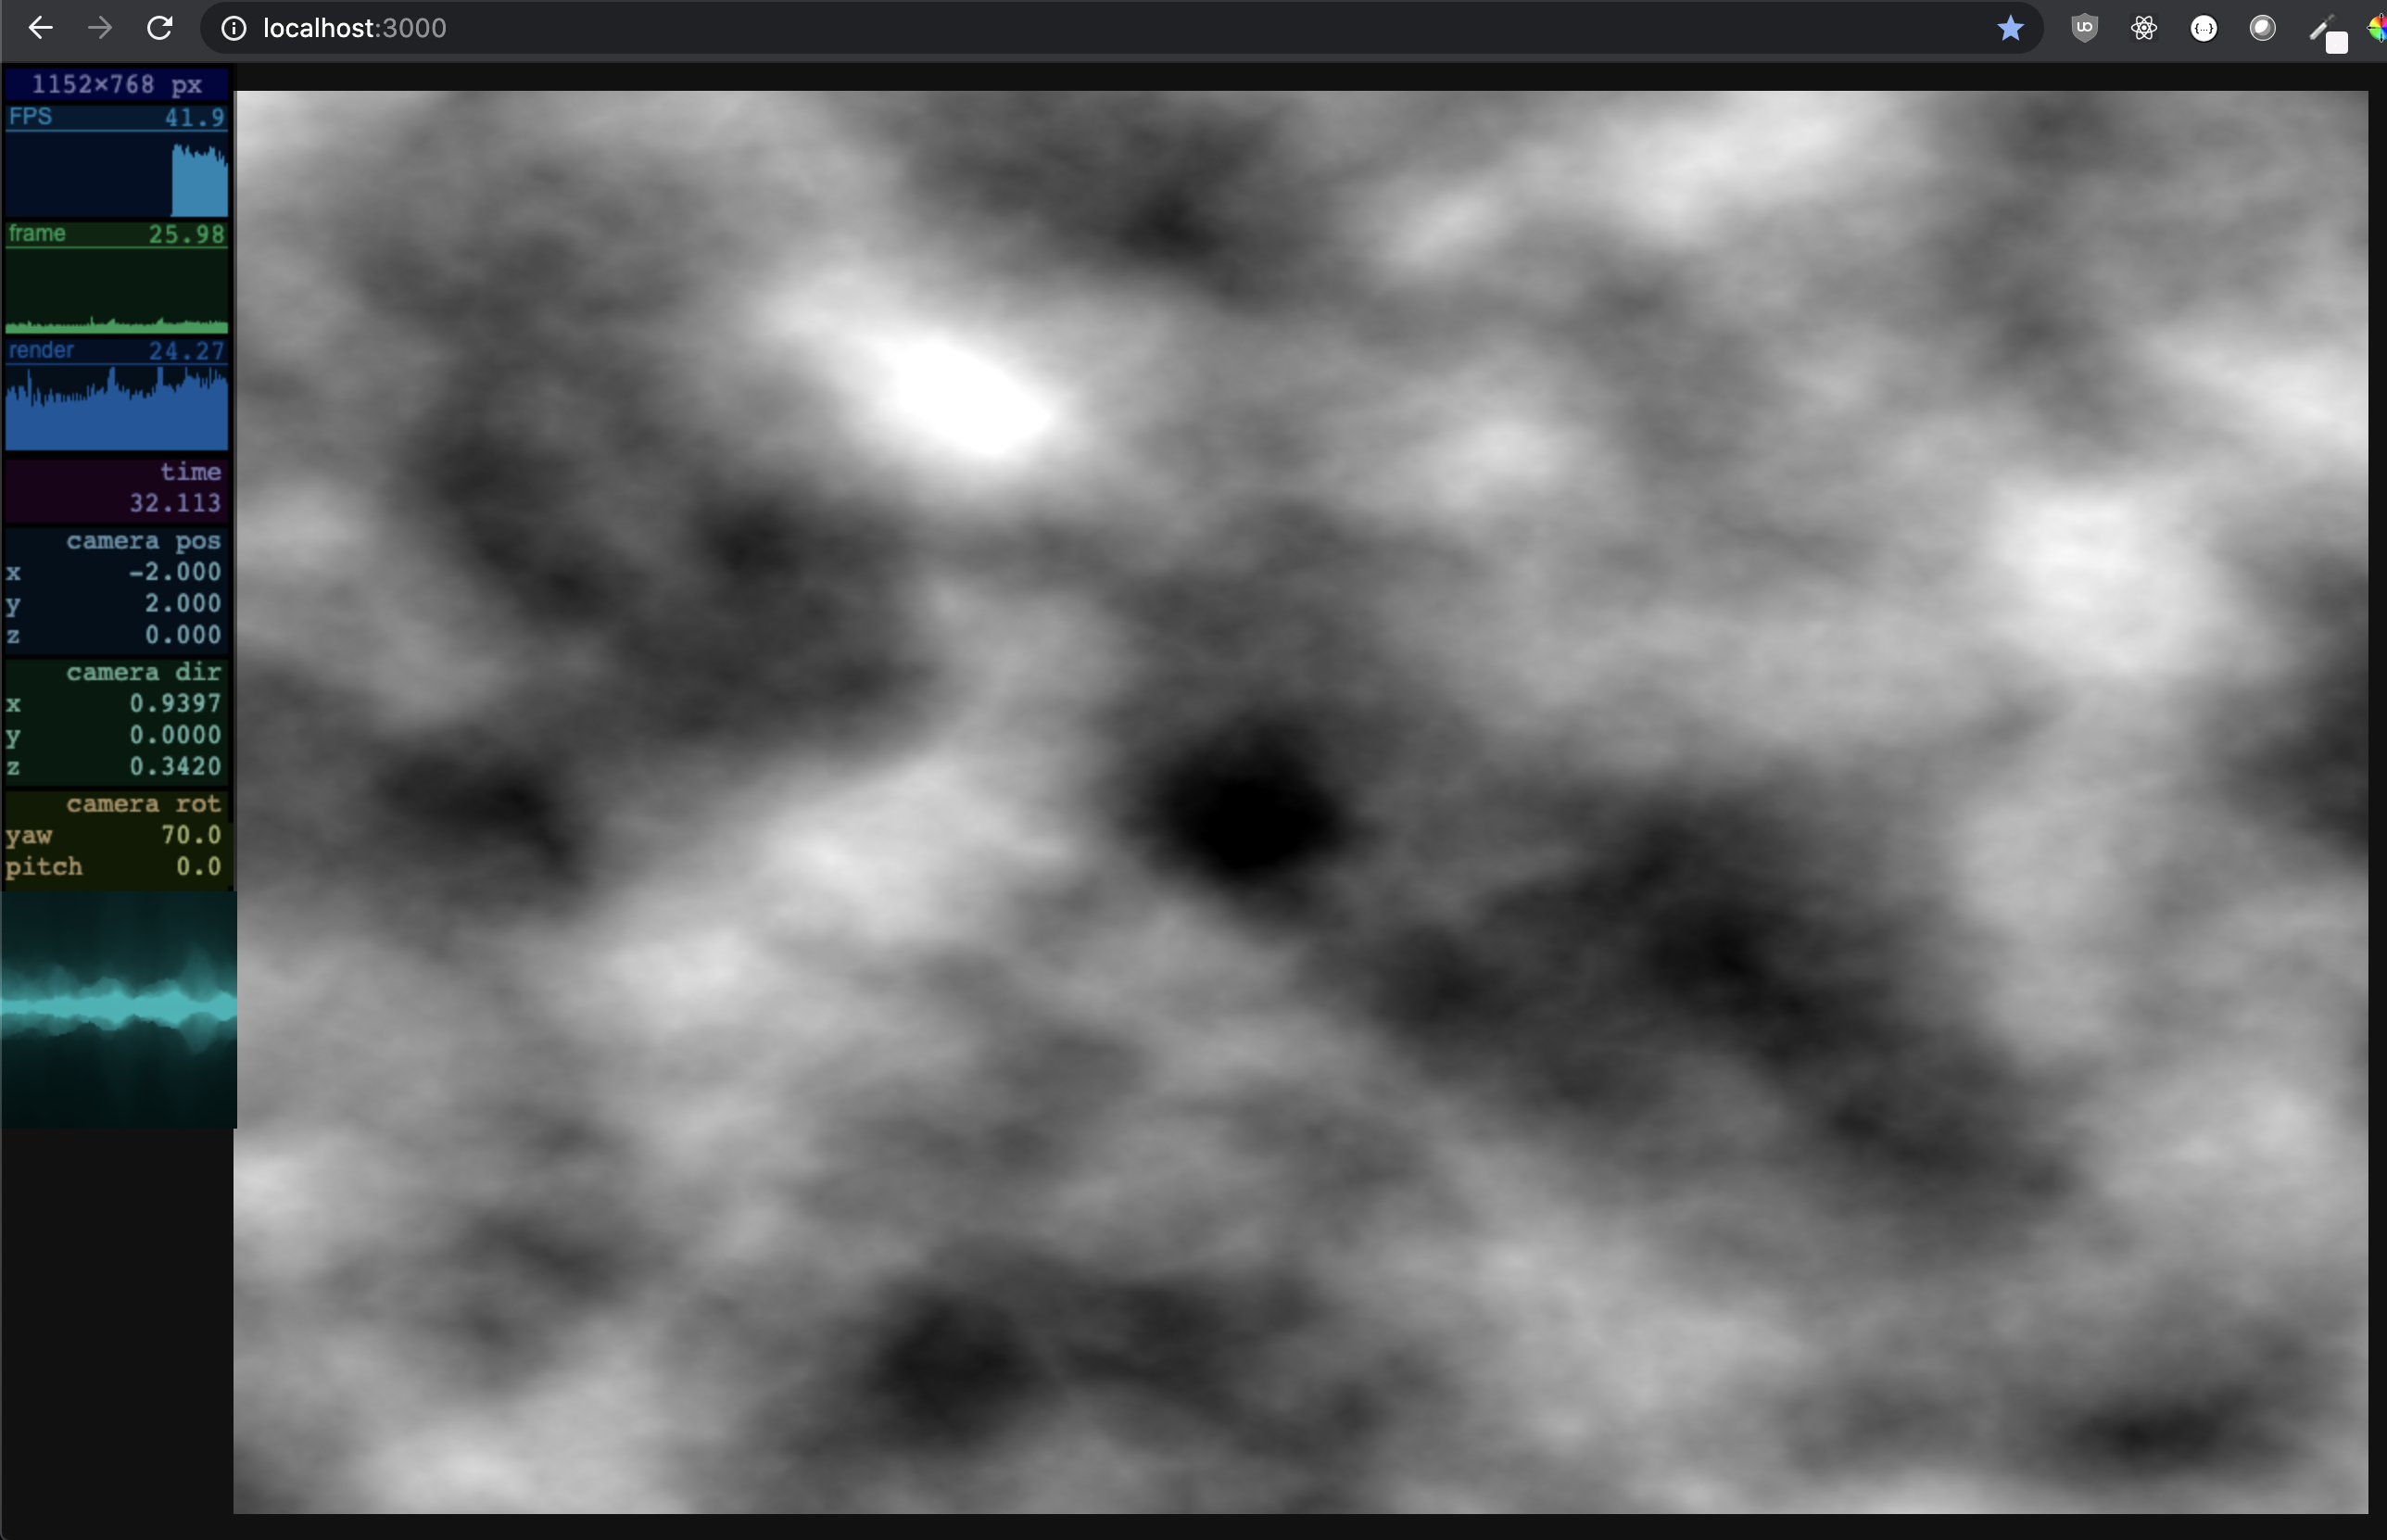 localhost:3000
1152×768 px
FPS 41.9
frame 25.98
render 24.27
time
32.113
camera pos
x -2.000
y 2.000
z 0.000
camera dir
x 0.9397
y 0.0000
z 0.3420
camera rot
yaw 70.0
pitch 0.0